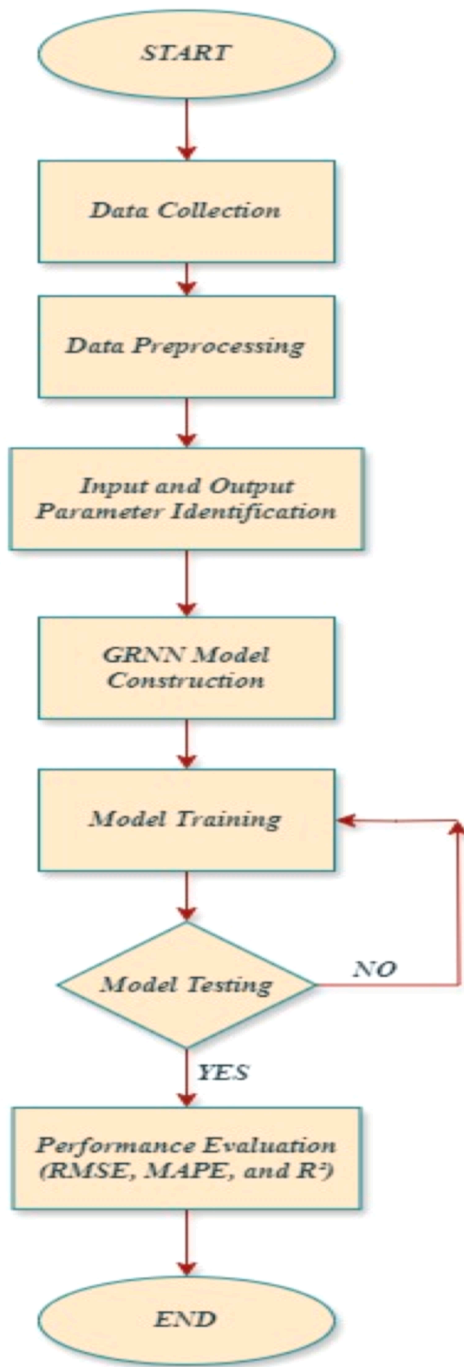 START
Data Collection
Data Preprocessing
Input and Output
Parameter Identification
GRNN Model
Construction
Model Training
Model Testing
NO
YES
Performance Evaluation
(RMSE, MAPE, and R²)
END